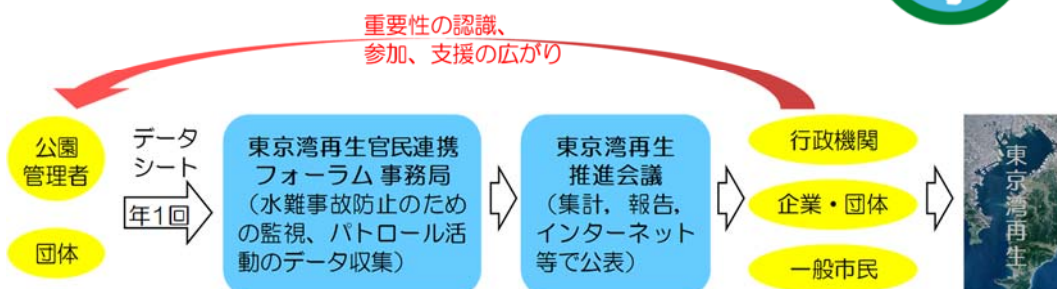 重要性の認識、
参加、支援の広がり
公園
管理者
団体
データ
シート
年1回
東京湾再生官民連携
フォーラム 事務局
（水難事故防止のため
の監視、パトロール活
動のデータ収集）
東京湾再生
推進会議
（集計，報告，
インターネット
等で公表）
行政機関
企業・団体
一般市民
東京湾再生